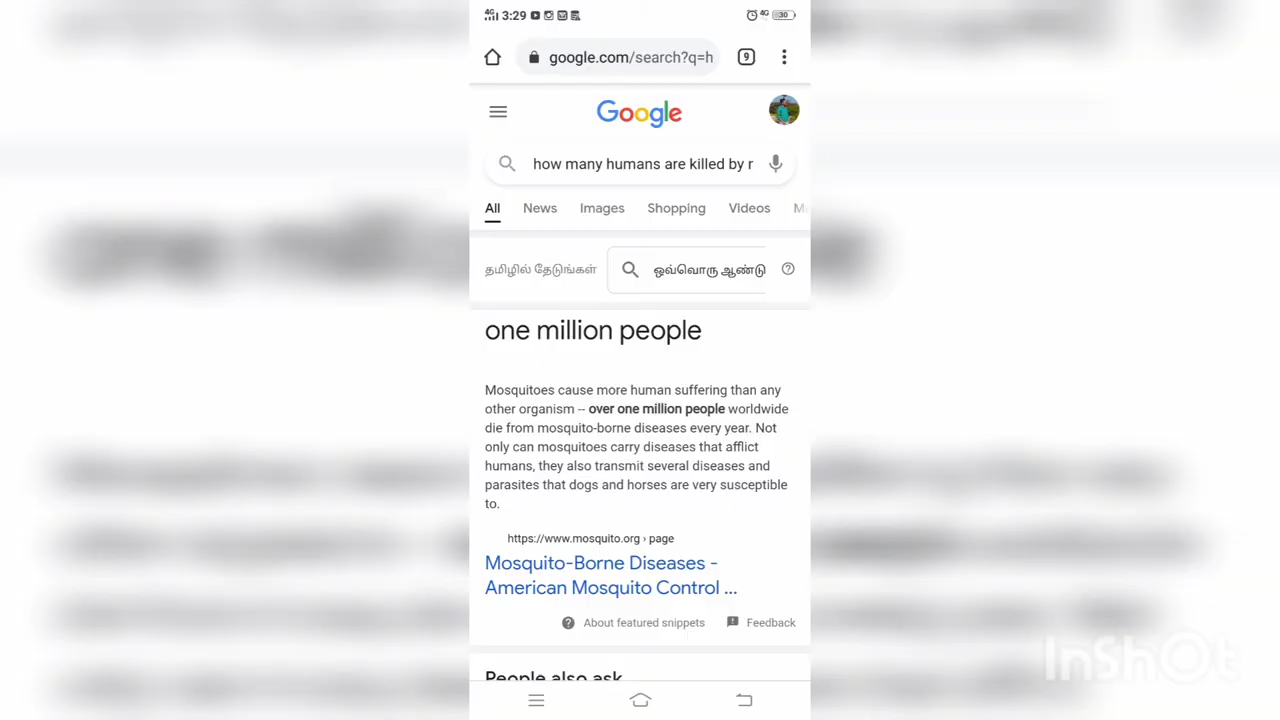 4G 3:29 4G 30
google.com/search?q=h 9
Google
how many humans are killed by r
All News Images Shopping Videos
தமிழில் தேடுங்கள் ஒவ்வொரு ஆண்டு
one million people
Mosquitoes cause more human suffering than any
other organism -- over one million people worldwide
die from mosquito-borne diseases every year. Not
only can mosquitoes carry diseases that afflict
humans, they also transmit several diseases and
parasites that dogs and horses are very susceptible
to.
https://www.mosquito.org › page
Mosquito-Borne Diseases -
American Mosquito Control ...
About featured snippets Feedback
People also ask
InShOt